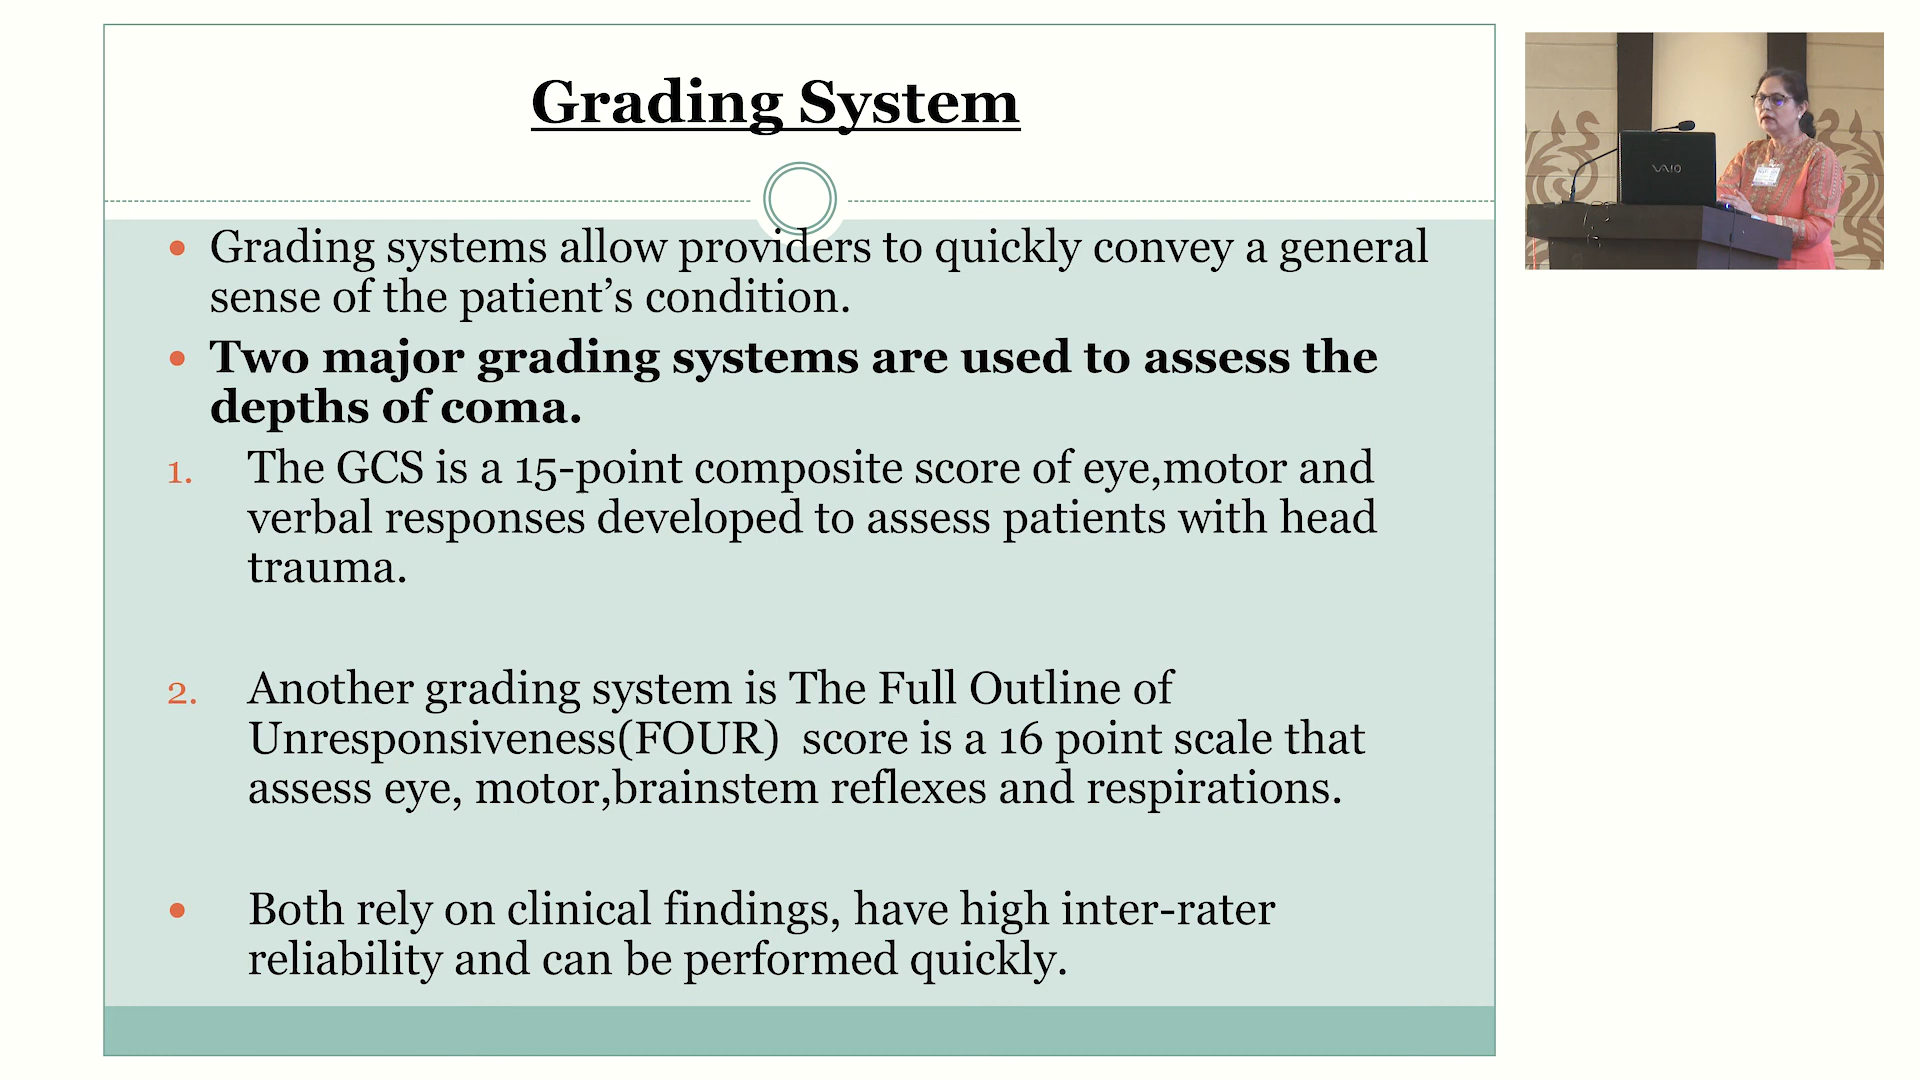 Grading System
Grading systems allow providers to quickly convey a general
sense of the patient’s condition.
Two major grading systems are used to assess the
depths of coma.
1. The GCS is a 15-point composite score of eye,motor and
verbal responses developed to assess patients with head
trauma.
2. Another grading system is The Full Outline of
Unresponsiveness(FOUR) score is a 16 point scale that
assess eye, motor,brainstem reflexes and respirations.
Both rely on clinical findings, have high inter-rater
reliability and can be performed quickly.
VAIO